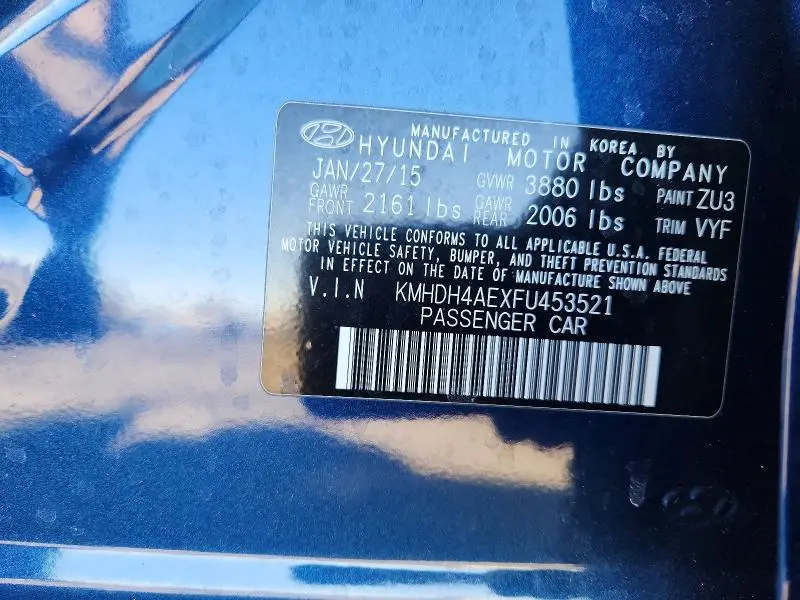 MANUFACTURED IN KOREA BY
HYUNDAI MOTOR COMPANY
JAN/27/15 GVWR 3880 lbs PAINT ZU3
GAWR FRONT 2161 lbs GAWR REAR 2006 lbs TRIM VYF
THIS VEHICLE CONFORMS TO ALL APPLICABLE U.S.A. FEDERAL
MOTOR VEHICLE SAFETY, BUMPER, AND THEFT PREVENTION STANDARDS
IN EFFECT ON THE DATE OF MANUFACTURE SHOWN ABOVE
V.I.N KMHDH4AEXFU453521
PASSENGER CAR